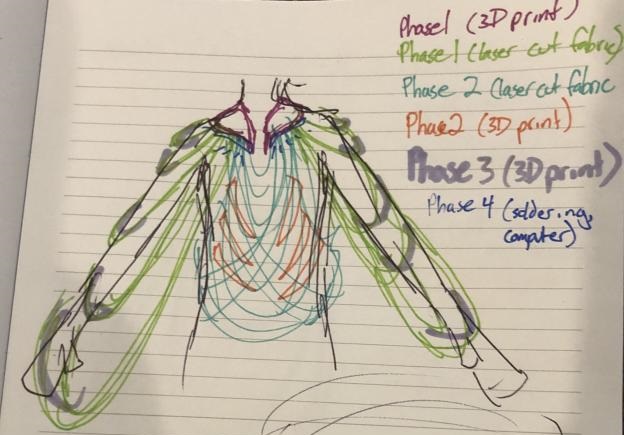 Phase1 (3D print)
Phase 1 (laser cut fabric)
Phase 2 (laser cut fabric
Phase2 (3D print)
Phase 3 (3D print)
Phase 4 (soldering,
computer)